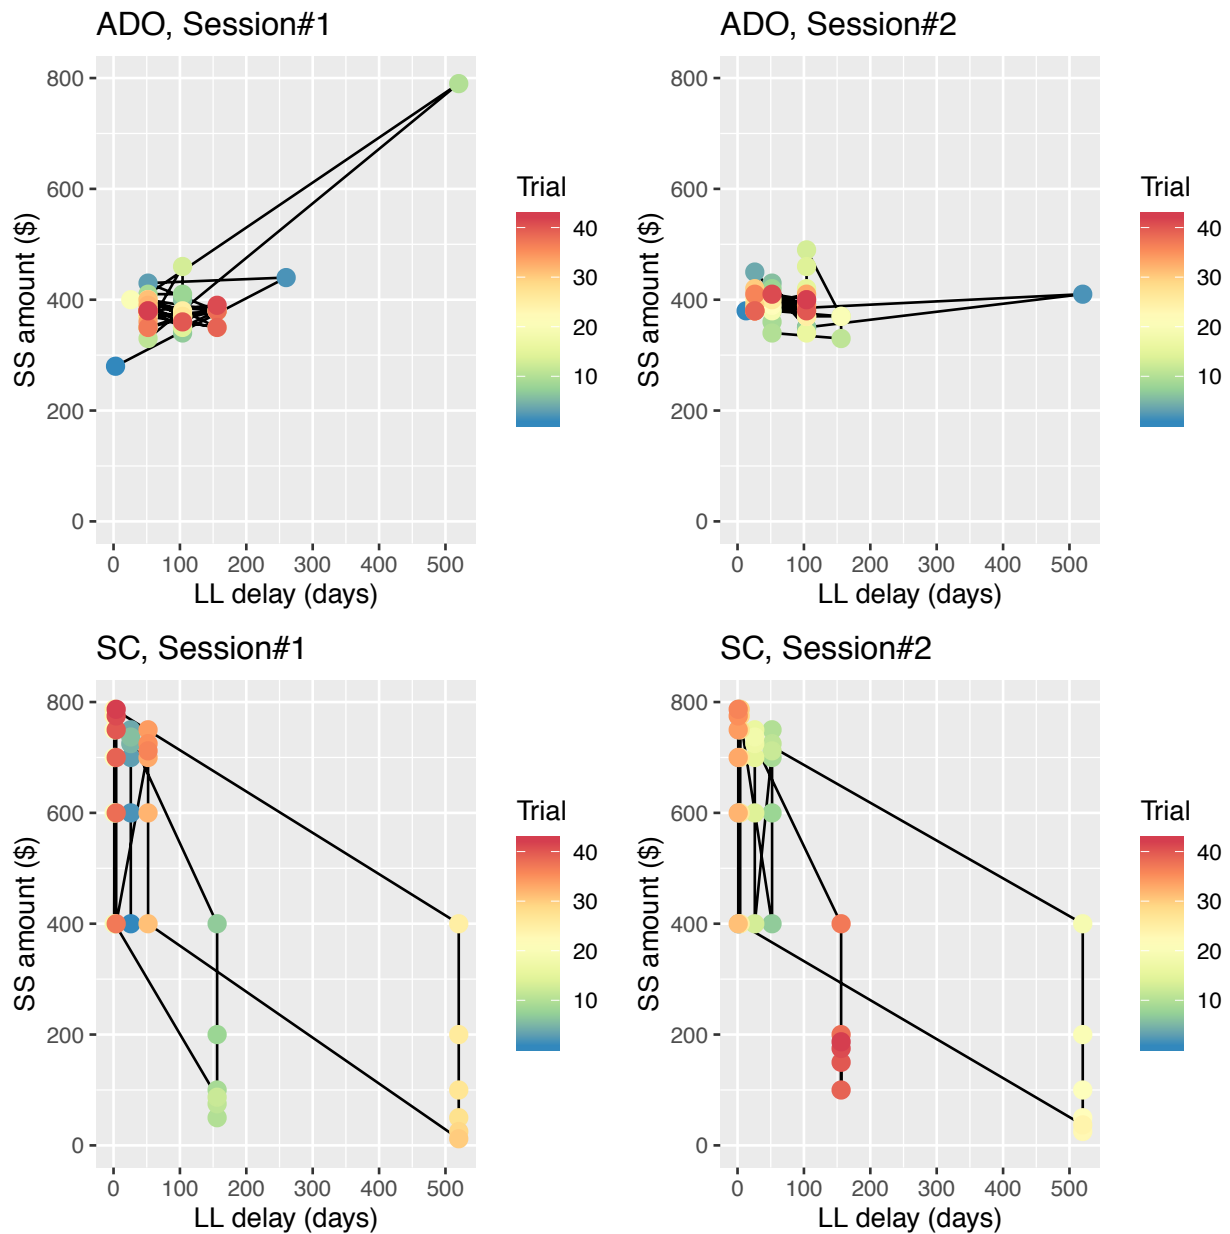 ADO, Session#1
800
600
400
200
0
SS amount ($)
0 100 200 300 400 500
LL delay (days)
Trial
40
30
20
10
ADO, Session#2
800
600
400
200
0
SS amount ($)
0 100 200 300 400 500
LL delay (days)
Trial
40
30
20
10
SC, Session#1
800
600
400
200
0
SS amount ($)
0 100 200 300 400 500
LL delay (days)
Trial
40
30
20
10
SC, Session#2
800
600
400
200
0
SS amount ($)
0 100 200 300 400 500
LL delay (days)
Trial
40
30
20
10